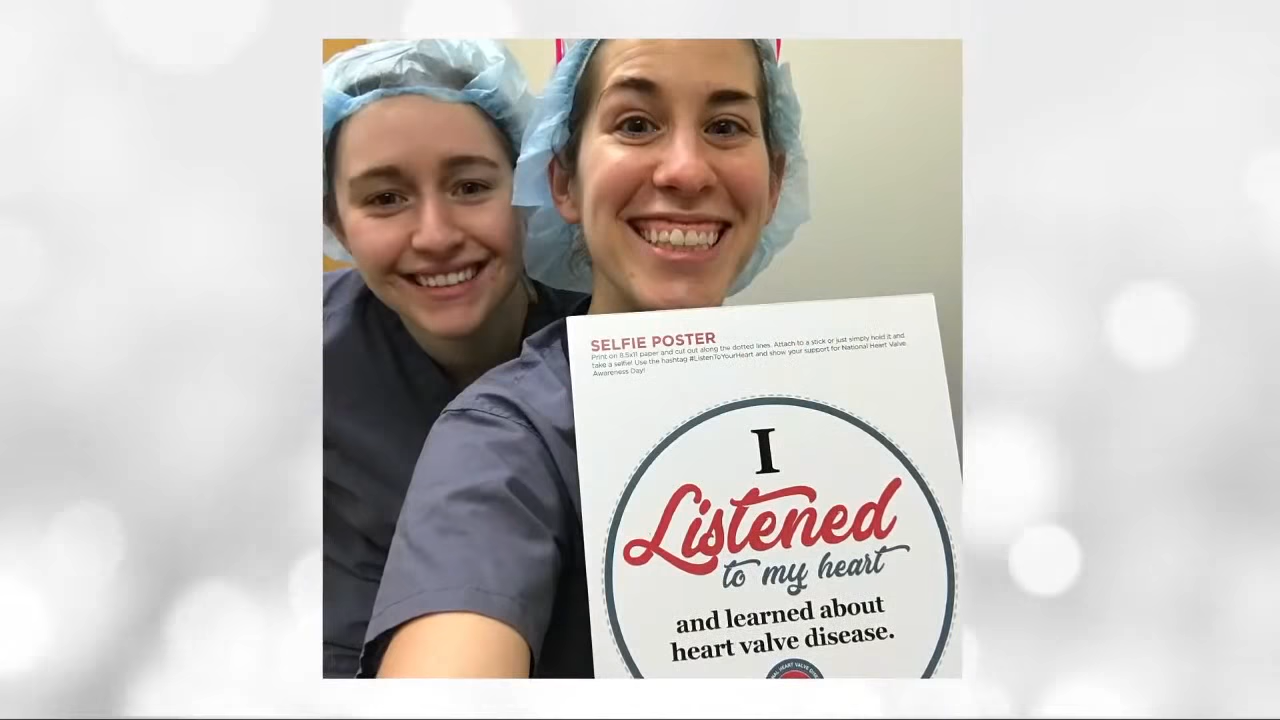 SELFIE POSTER
Print on 8.5x11 paper and cut out along the dotted lines. Attach to a stick or just simply hold it and
take a selfie! Use the hashtag #ListenToYourHeart and show your support for National Heart Valve
Awareness Day!
I
Listened
to my heart
and learned about
heart valve disease.
HEART VALVE